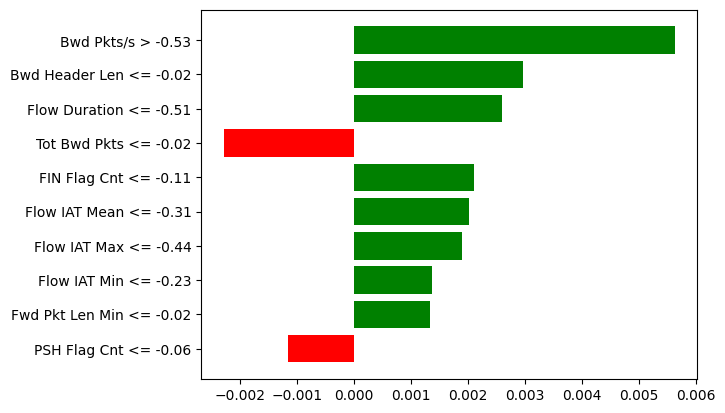 Bwd Pkts/s > -0.53
Bwd Header Len <= -0.02
Flow Duration <= -0.51
Tot Bwd Pkts <= -0.02
FIN Flag Cnt <= -0.11
Flow IAT Mean <= -0.31
Flow IAT Max <= -0.44
Flow IAT Min <= -0.23
Fwd Pkt Len Min <= -0.02
PSH Flag Cnt <= -0.06
−0.002 −0.001 0.000 0.001 0.002 0.003 0.004 0.005 0.006